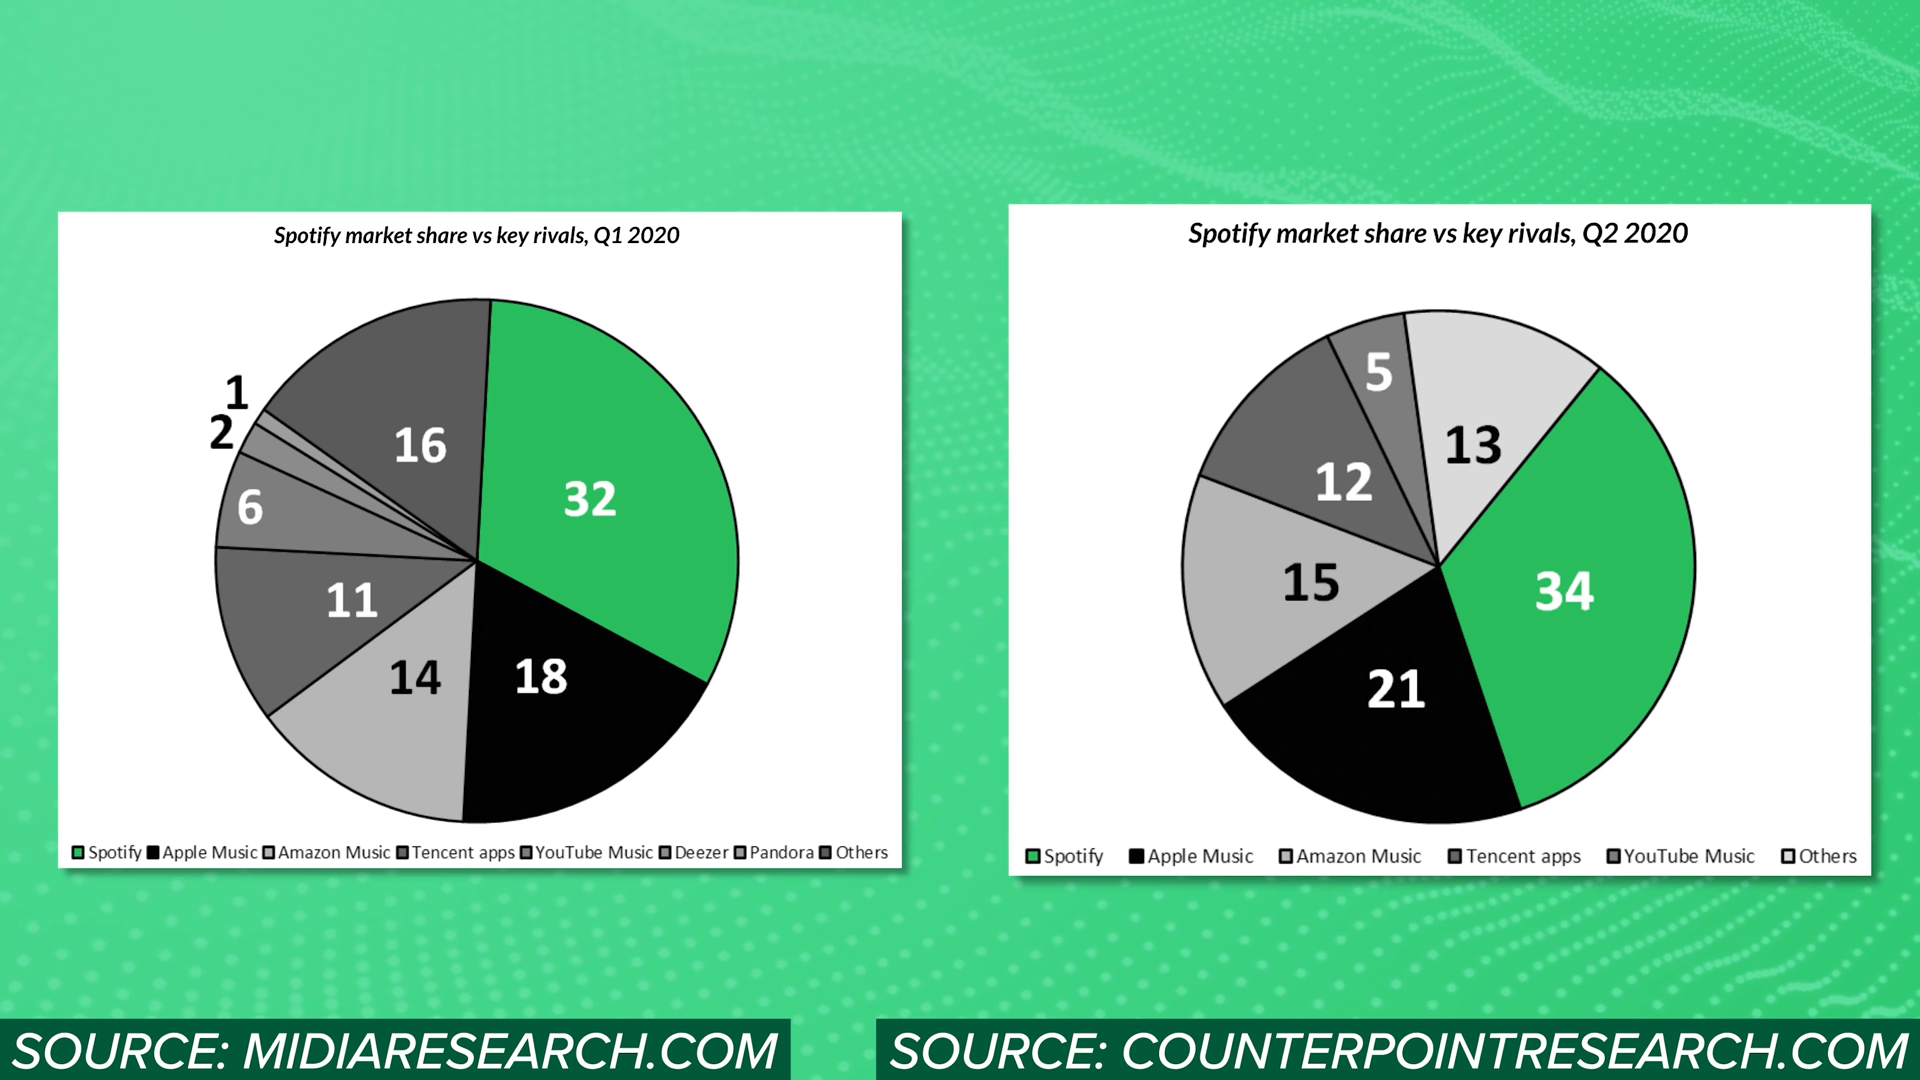 Spotify market share vs key rivals, Q1 2020
32
18
14
11
6
2
1
16
Spotify Apple Music Amazon Music Tencent apps YouTube Music Deezer Pandora Others
Spotify market share vs key rivals, Q2 2020
34
21
15
12
5
13
Spotify Apple Music Amazon Music Tencent apps YouTube Music Others
SOURCE: MIDIARESEARCH.COM
SOURCE: COUNTERPOINTRESEARCH.COM